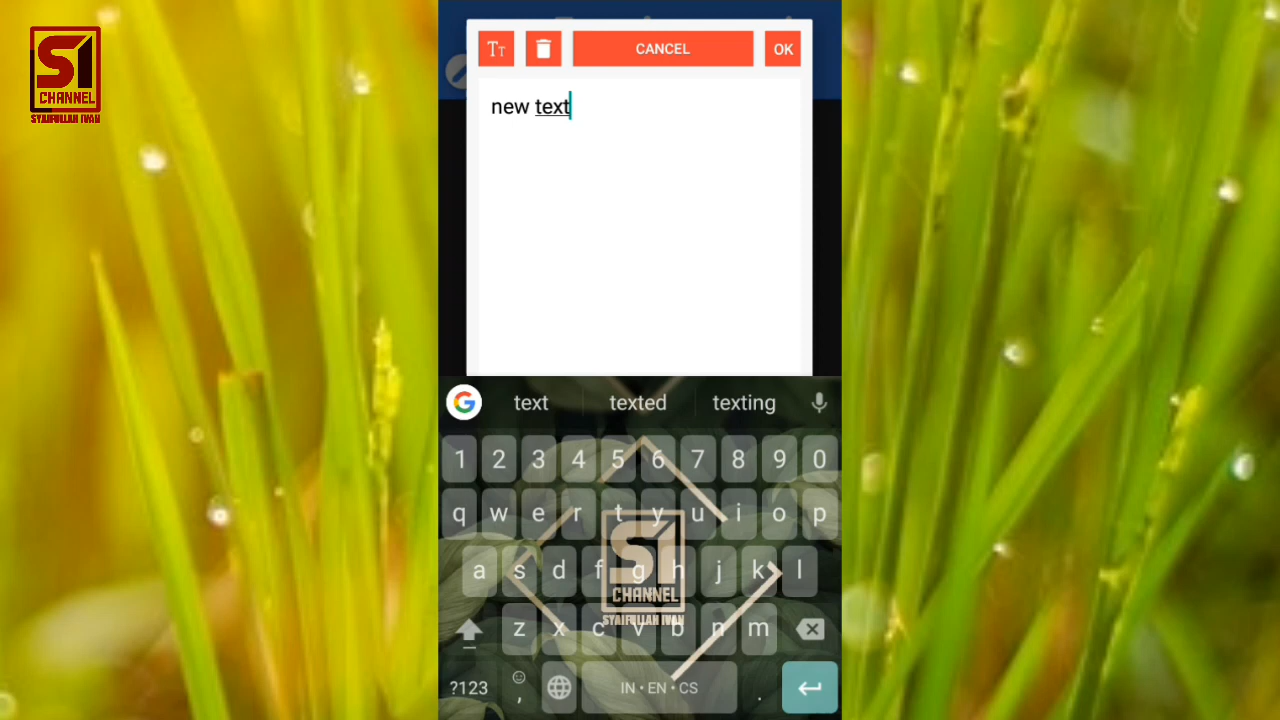 S1
CHANNEL
SYAIFULLAH IVAN
TT
CANCEL
OK
new text
G
text
texted
texting
1 2 3 4 5 6 7 8 9 0
q w e r t y u i o p
a s d f g h j k l
S1
CHANNEL
SYAIFULLAH IVAN
z x c v b n m
?123
,
IN • EN • CS
.